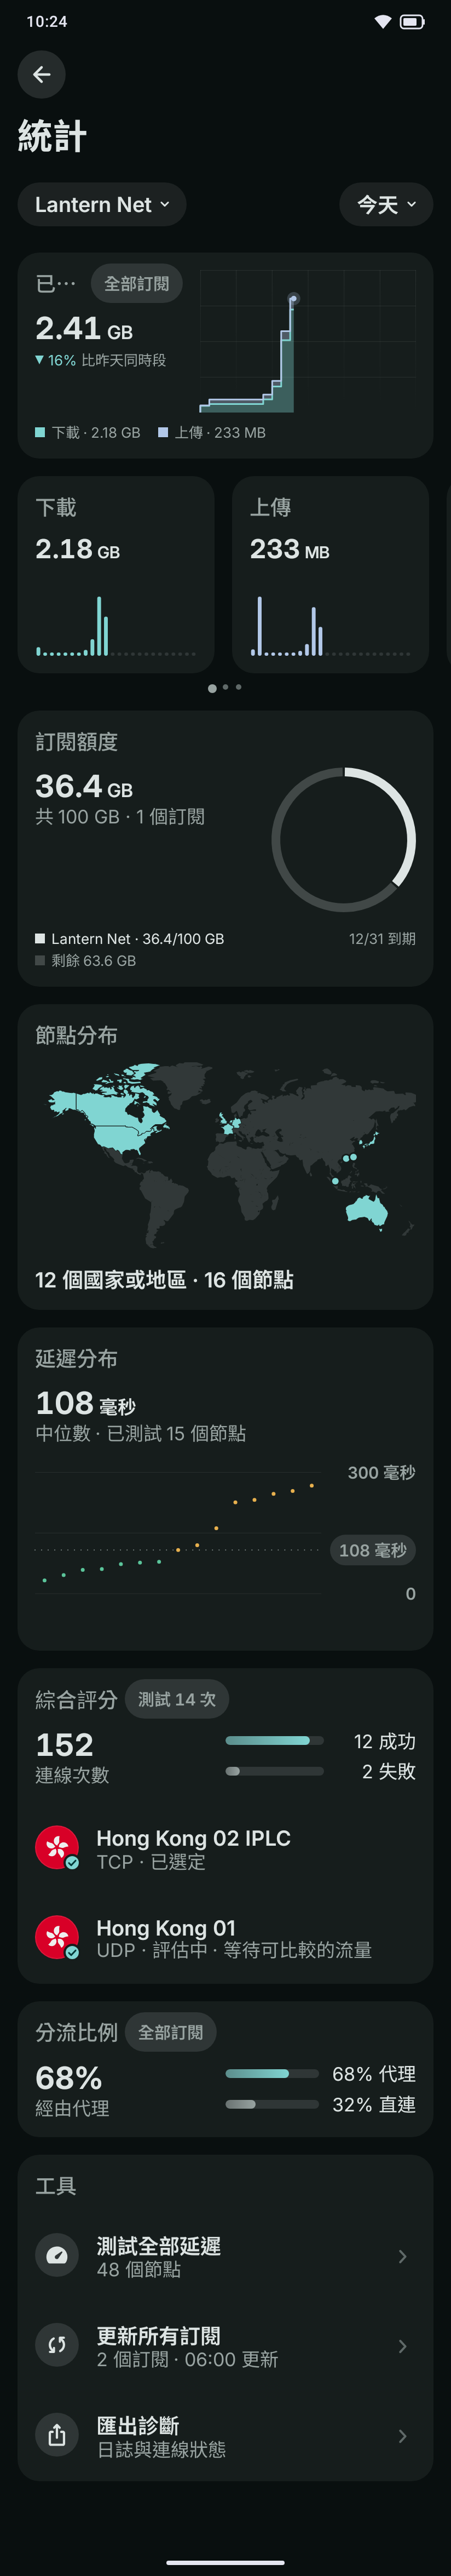 10:24
統計
Lantern Net
今天
已…
全部訂閱
2.41 GB
▼ 16% 比昨天同時段
下載 · 2.18 GB
上傳 · 233 MB
下載
2.18 GB
上傳
233 MB
訂閱額度
36.4 GB
共 100 GB · 1 個訂閱
Lantern Net · 36.4/100 GB
12/31 到期
剩餘 63.6 GB
節點分布
12 個國家或地區 · 16 個節點
延遲分布
108 毫秒
中位數 · 已測試 15 個節點
300 毫秒
108 毫秒
0
綜合評分
測試 14 次
152
連線次數
12 成功
2 失敗
Hong Kong 02 IPLC
TCP · 已選定
Hong Kong 01
UDP · 評估中 · 等待可比較的流量
分流比例
全部訂閱
68%
經由代理
68% 代理
32% 直連
工具
測試全部延遲
48 個節點
更新所有訂閱
2 個訂閱 · 06:00 更新
匯出診斷
日誌與連線狀態